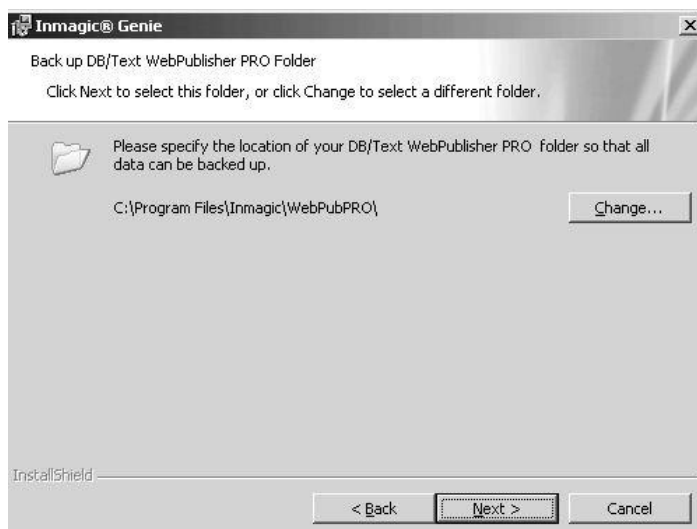 Inmagic® Genie
Back up DB/Text WebPublisher PRO Folder
Click Next to select this folder, or click Change to select a different folder.
Please specify the location of your DB/Text WebPublisher PRO folder so that all
data can be backed up.
C:\Program Files\Inmagic\WebPubPRO\
Change...
InstallShield
< Back
Next >
Cancel